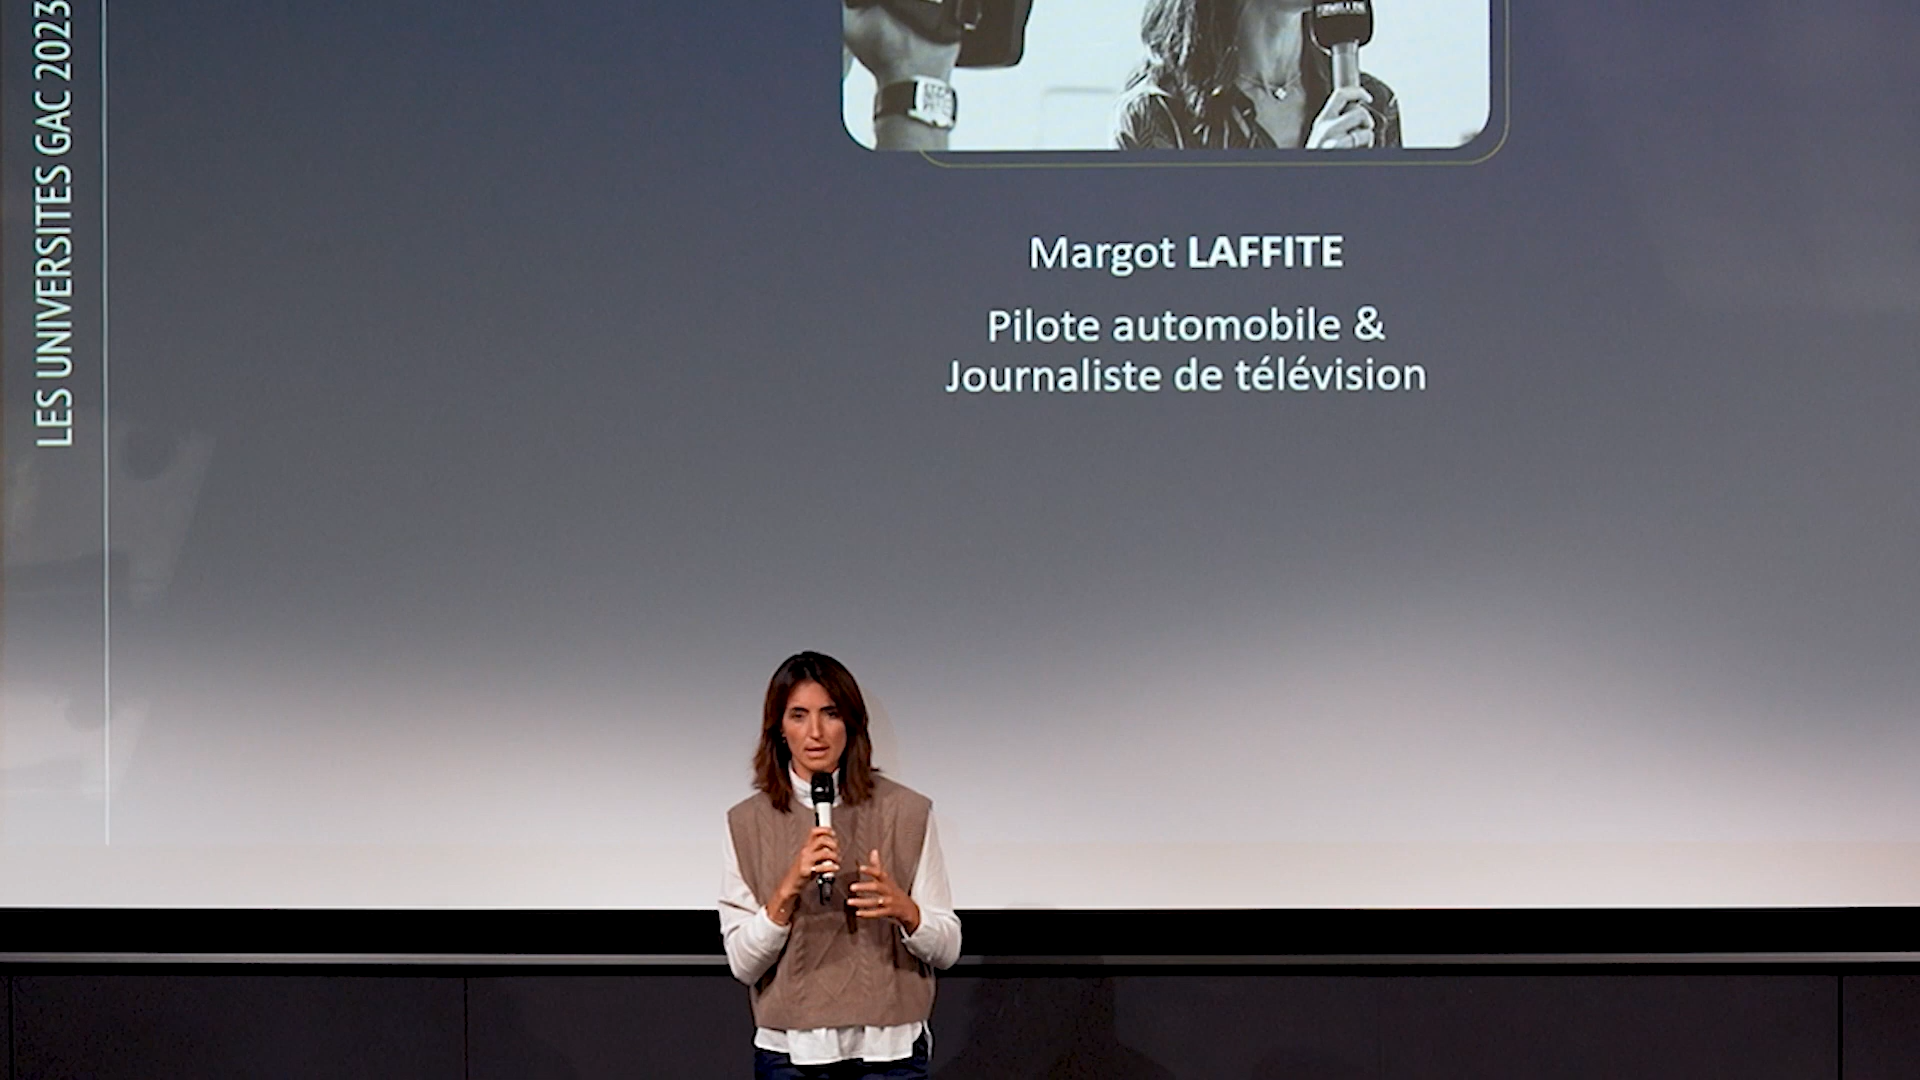 LES UNIVERSITES GAC 2023
Margot LAFFITE
Pilote automobile &
Journaliste de télévision